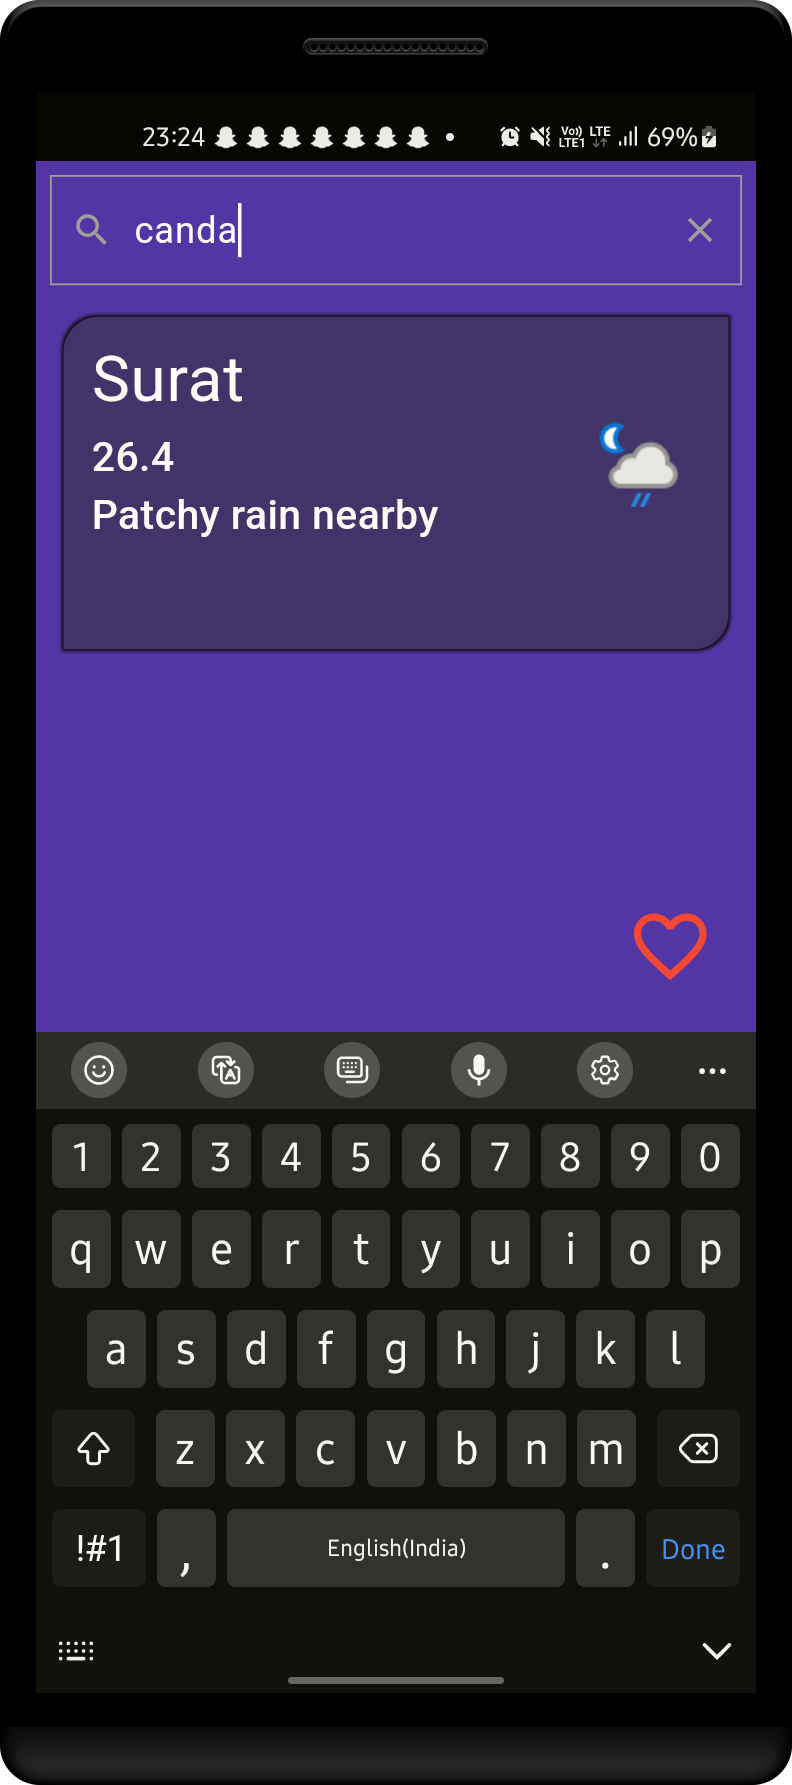 23:24 Vo)) LTE1 LTE 69%
canda
Surat
26.4
Patchy rain nearby
1 2 3 4 5 6 7 8 9 0
q w e r t y u i o p
a s d f g h j k l
z x c v b n m
!#1 , English(India) . Done